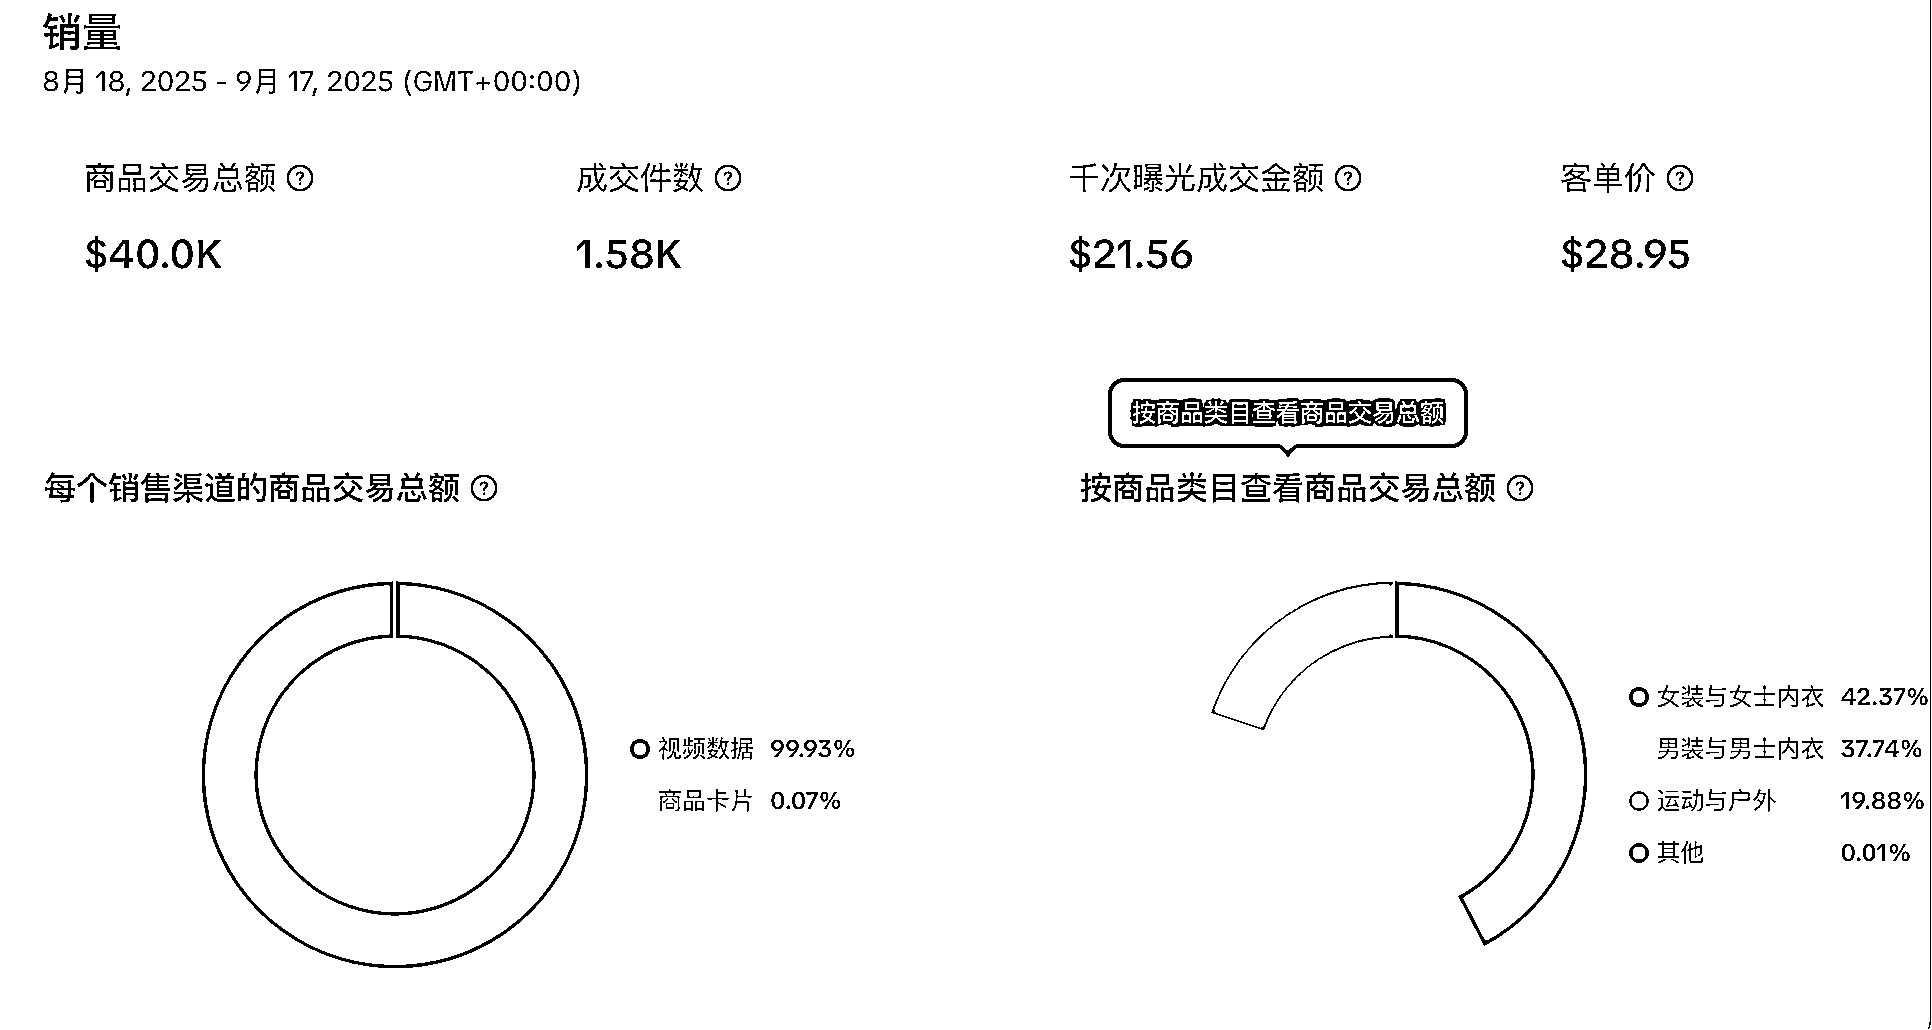 销量
8月 18, 2025 - 9月 17, 2025 (GMT+00:00)
商品交易总额 ?
$40.0K
成交件数 ?
1.58K
千次曝光成交金额 ?
$21.56
客单价 ?
$28.95
每个销售渠道的商品交易总额 ?
视频数据 99.93%
商品卡片 0.07%
按商品类目查看商品交易总额
按商品类目查看商品交易总额 ?
女装与女士内衣 42.37%
男装与男士内衣 37.74%
运动与户外 19.88%
其他 0.01%